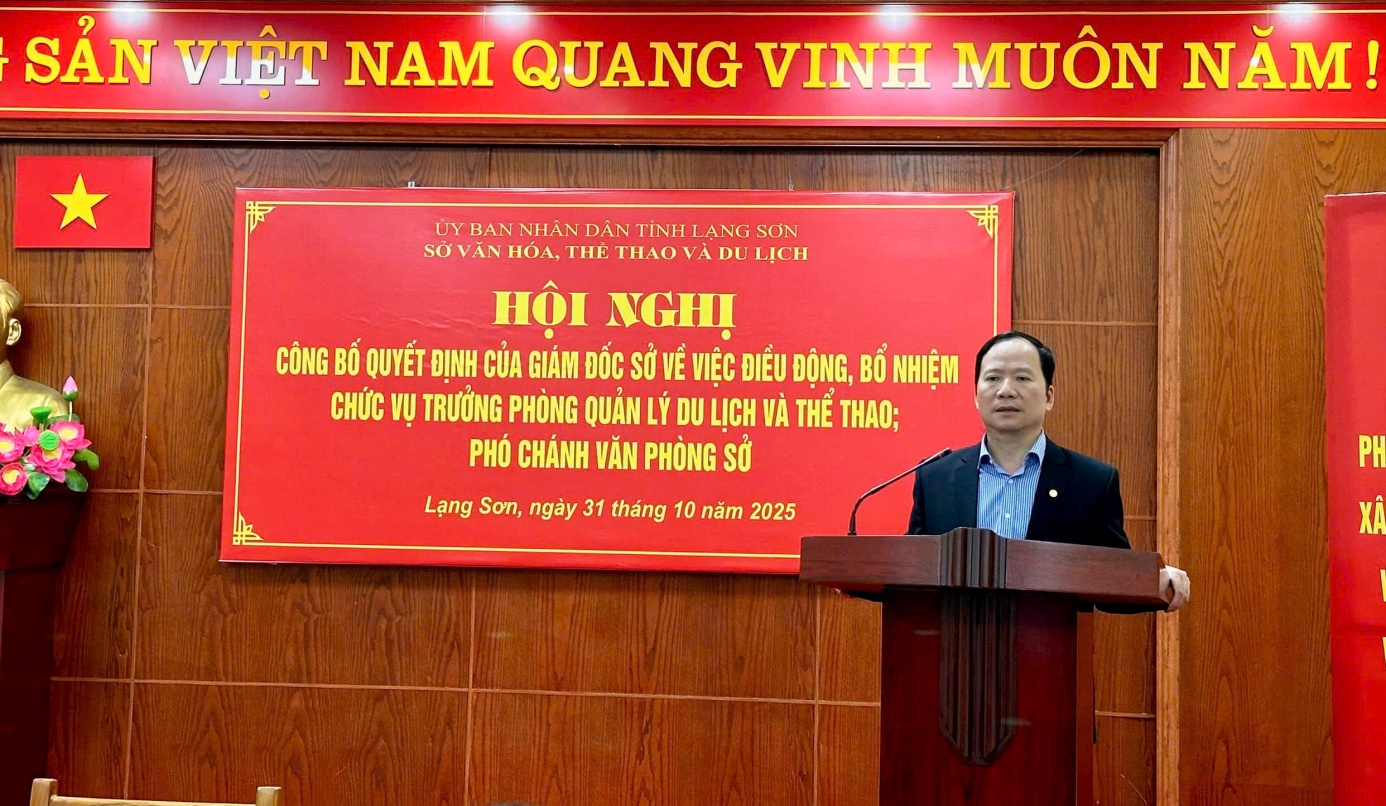 G SẢN VIỆT NAM QUANG VINH MUÔN NĂM!
ỦY BAN NHÂN DÂN TỈNH LẠNG SƠN
SỞ VĂN HÓA, THỂ THAO VÀ DU LỊCH
HỘI NGHỊ
CÔNG BỐ QUYẾT ĐỊNH CỦA GIÁM ĐỐC SỞ VỀ VIỆC ĐIỀU ĐỘNG, BỔ NHIỆM
CHỨC VỤ TRƯỞNG PHÒNG QUẢN LÝ DU LỊCH VÀ THỂ THAO;
PHÓ CHÁNH VĂN PHÒNG SỞ
Lạng Sơn, ngày 31 tháng 10 năm 2025
PH
XÂ